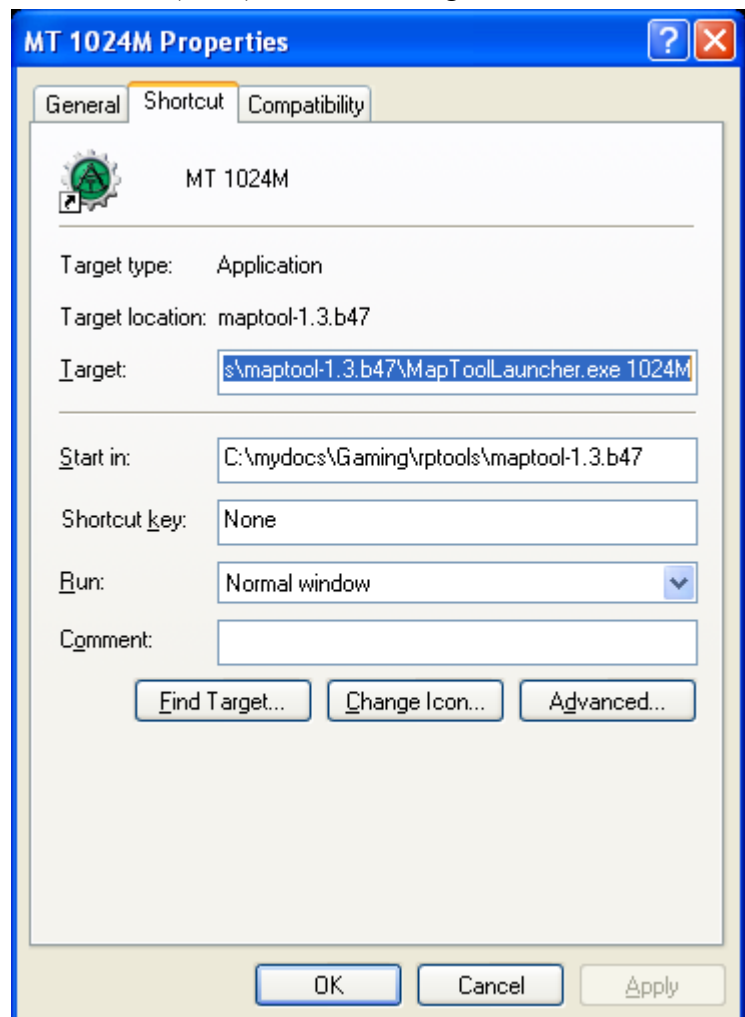 MT 1024M Properties
General Shortcut Compatibility
MT 1024M
Target type: Application
Target location: maptool-1.3.b47
Target: s\maptool-1.3.b47\MapToolLauncher.exe 1024M
Start in: C:\mydocs\Gaming\rptools\maptool-1.3.b47
Shortcut key: None
Run: Normal window
Comment:
Find Target... Change Icon... Advanced...
OK Cancel Apply